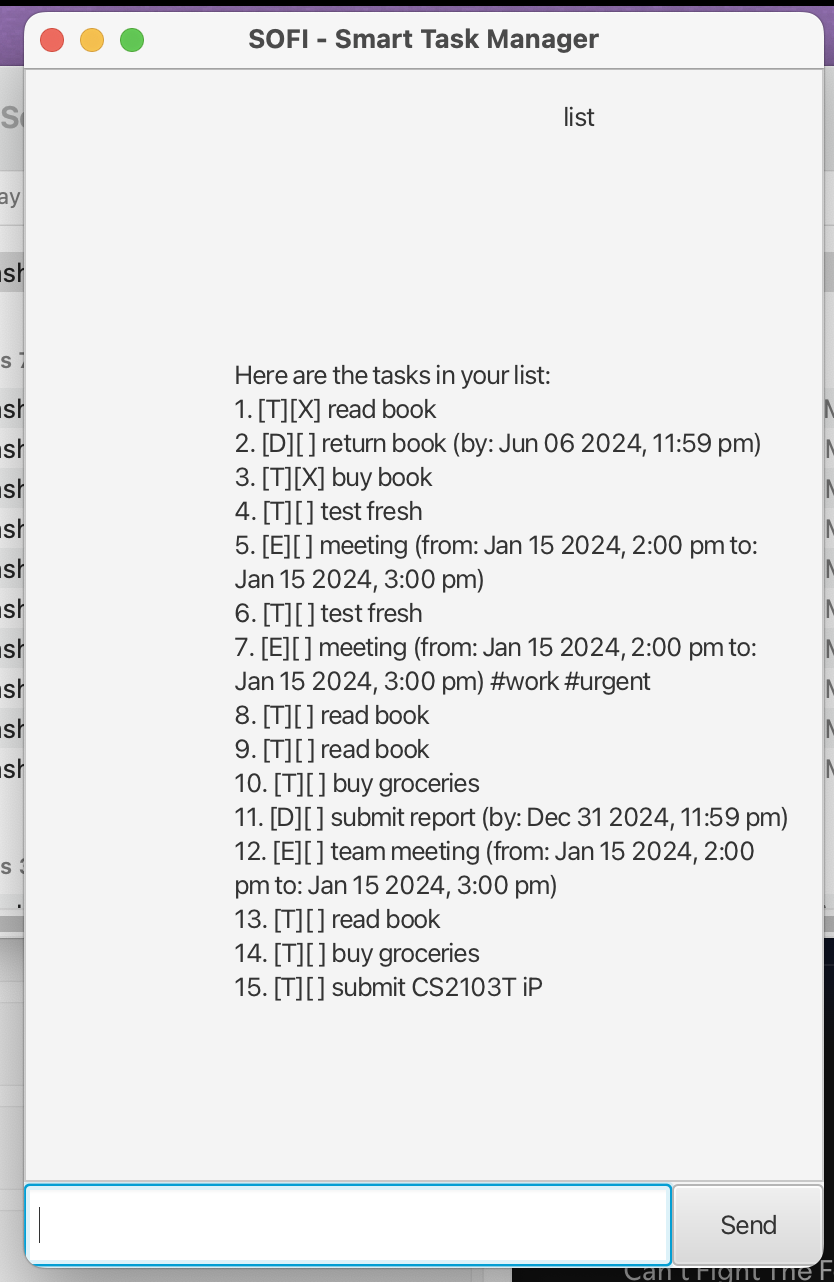 SOFI - Smart Task Manager
list
Here are the tasks in your list:
1. [T][X] read book
2. [D][ ] return book (by: Jun 06 2024, 11:59 pm)
3. [T][X] buy book
4. [T][ ] test fresh
5. [E][ ] meeting (from: Jan 15 2024, 2:00 pm to:
Jan 15 2024, 3:00 pm)
6. [T][ ] test fresh
7. [E][ ] meeting (from: Jan 15 2024, 2:00 pm to:
Jan 15 2024, 3:00 pm) #work #urgent
8. [T][ ] read book
9. [T][ ] read book
10. [T][ ] buy groceries
11. [D][ ] submit report (by: Dec 31 2024, 11:59 pm)
12. [E][ ] team meeting (from: Jan 15 2024, 2:00
pm to: Jan 15 2024, 3:00 pm)
13. [T][ ] read book
14. [T][ ] buy groceries
15. [T][ ] submit CS2103T iP
Send
Can't Fight The F